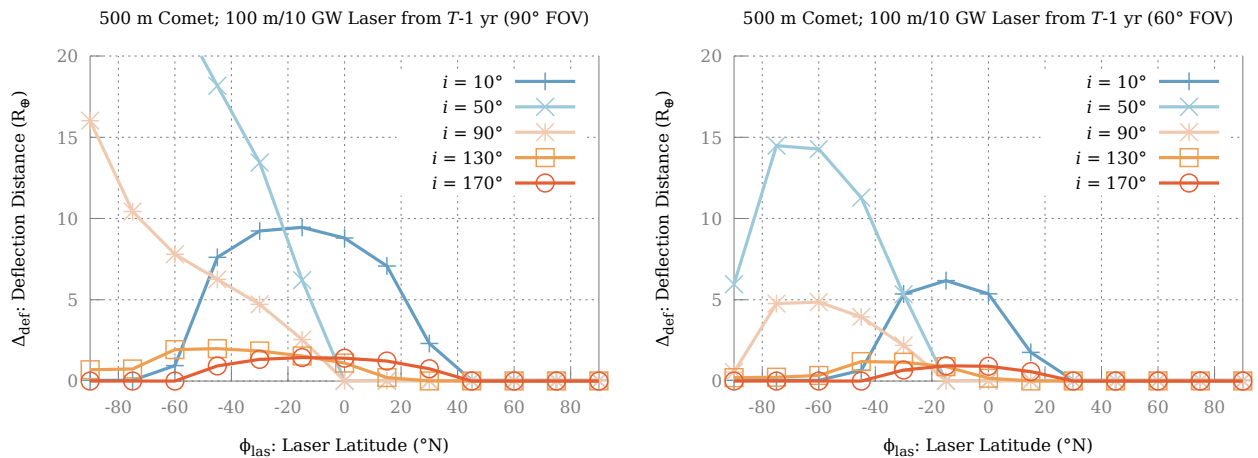 500 m Comet; 100 m/10 GW Laser from T-1 yr (90° FOV)
20
15
10
5
0
-80 -60 -40 -20 0 20 40 60 80
Δdef: Deflection Distance (R⊕)
ϕlas: Laser Latitude (°N)
i = 10°
i = 50°
i = 90°
i = 130°
i = 170°
500 m Comet; 100 m/10 GW Laser from T-1 yr (60° FOV)
20
15
10
5
0
-80 -60 -40 -20 0 20 40 60 80
Δdef: Deflection Distance (R⊕)
ϕlas: Laser Latitude (°N)
i = 10°
i = 50°
i = 90°
i = 130°
i = 170°